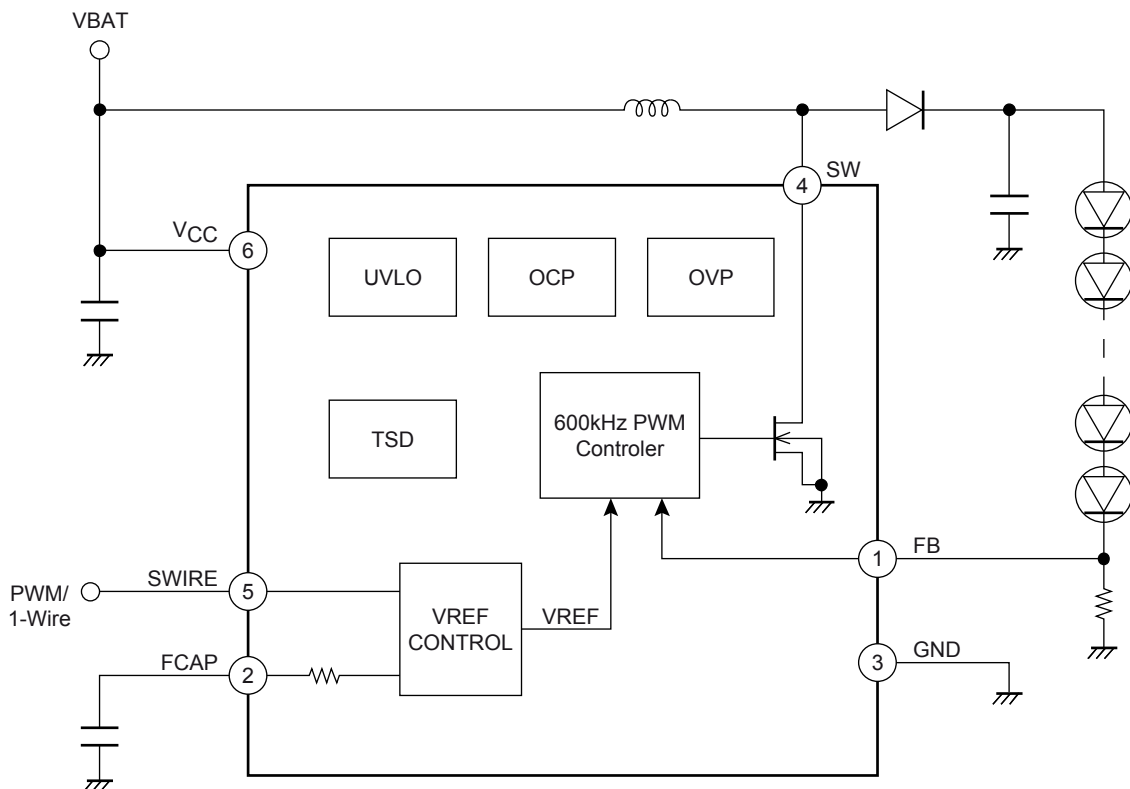 VBAT
SW
4
VCC
6
UVLO
OCP
OVP
TSD
600kHz PWM
Controler
FB
1
PWM/
1-Wire
SWIRE
5
VREF
CONTROL
VREF
FCAP
2
GND
3